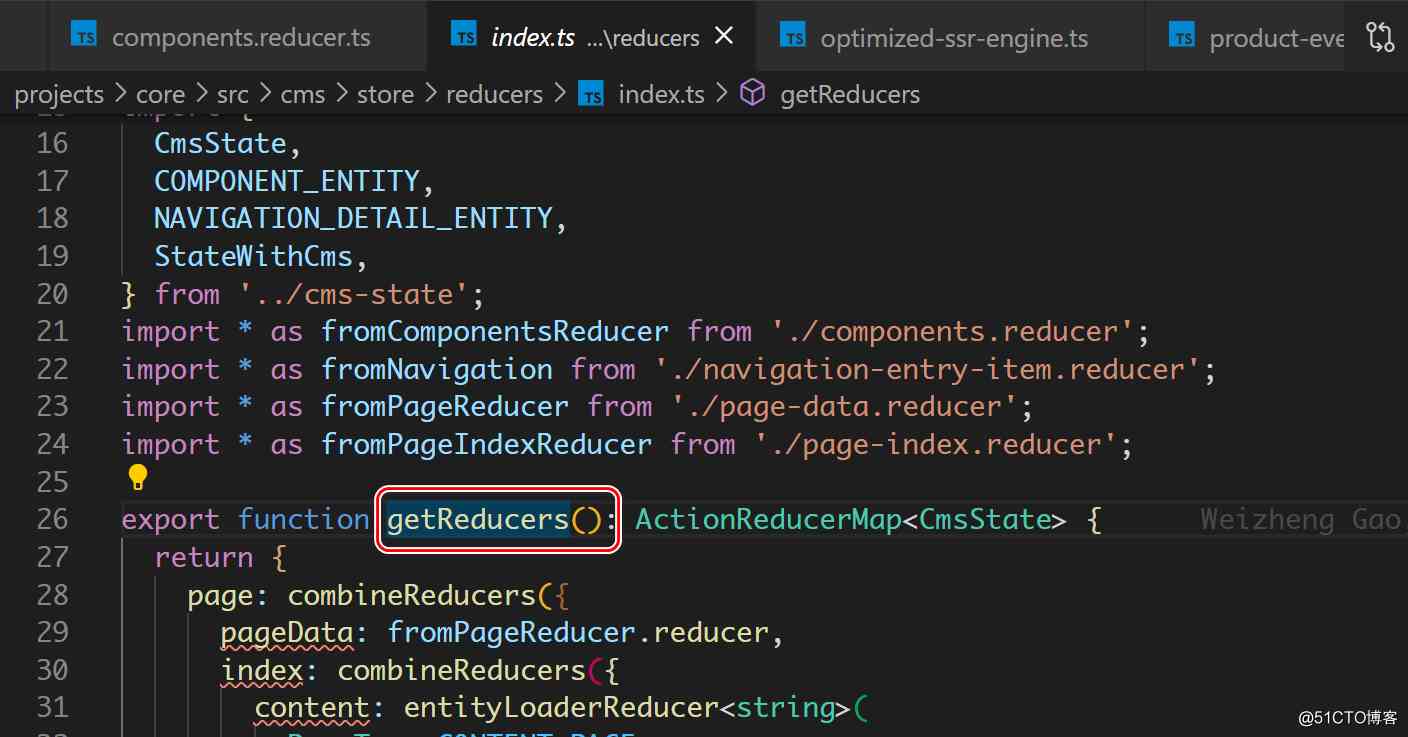 TS components.reducer.ts TS index.ts ...\reducers × TS optimized-ssr-engine.ts TS product-eve
projects > core > src > cms > store > reducers > TS index.ts > getReducers
16 CmsState,
17 COMPONENT_ENTITY,
18 NAVIGATION_DETAIL_ENTITY,
19 StateWithCms,
20 } from '../cms-state';
21 import * as fromComponentsReducer from './components.reducer';
22 import * as fromNavigation from './navigation-entry-item.reducer';
23 import * as fromPageReducer from './page-data.reducer';
24 import * as fromPageIndexReducer from './page-index.reducer';
25
26 export function getReducers(): ActionReducerMap<CmsState> { Weizheng Gao,
27 return {
28 page: combineReducers({
29 pageData: fromPageReducer.reducer,
30 index: combineReducers({
31 content: entityLoaderReducer<string>(
@51CTO博客